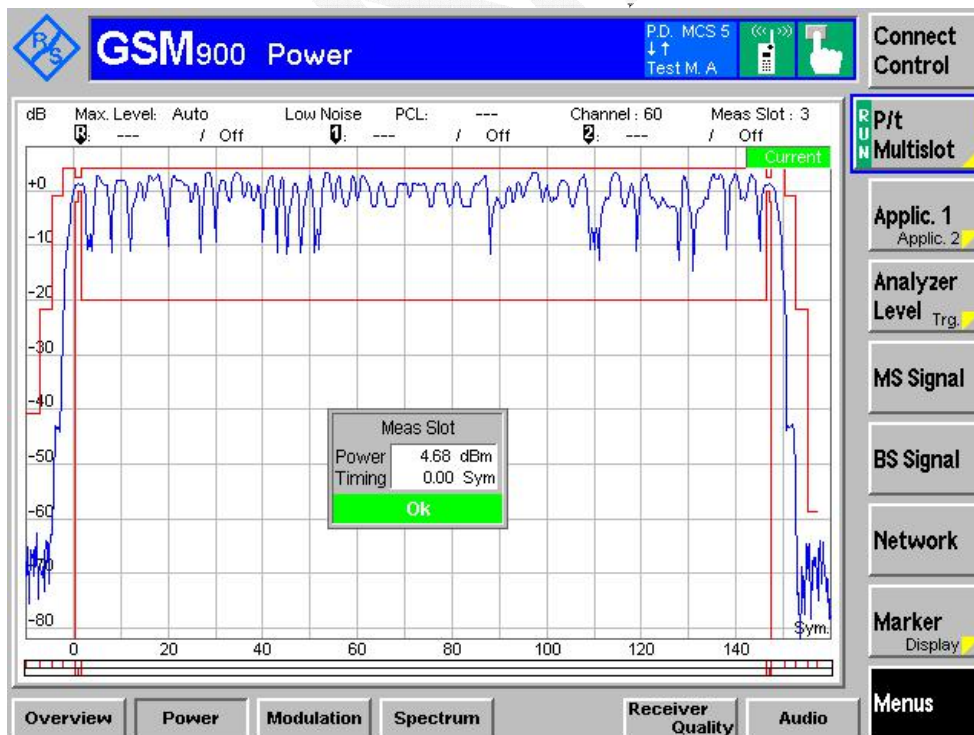 R/S
GSM900 Power
P.D. MCS 5
↓↑
Test M. A
Connect
Control
dB Max. Level: Auto Low Noise PCL: --- Channel : 60 Meas Slot : 3
R: --- / Off 1: --- / Off 2: --- / Off
Current
RUN
P/t
Multislot
Applic. 1
Applic. 2
Analyzer
Level Trg.
MS Signal
BS Signal
Network
Marker
Display
Menus
+0
-10
-20
-30
-40
-50
-60
-70
-80
Meas Slot
Power 4.68 dBm
Timing 0.00 Sym
Ok
Sym.
0 20 40 60 80 100 120 140
Overview Power Modulation Spectrum Receiver Quality Audio